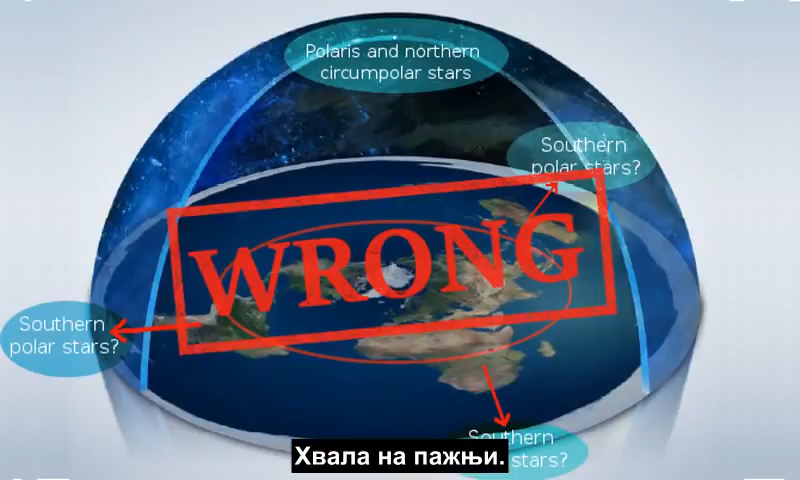 Polaris and northern
circumpolar stars
Southern
polar stars?
WRONG
Southern
polar stars?
Southern
stars?
Хвала на пажњи.